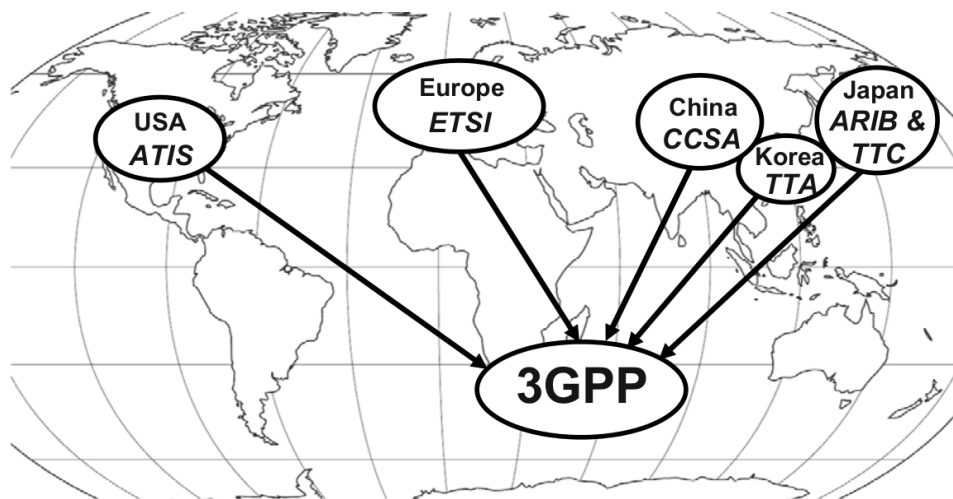 USA
ATIS
Europe
ETSI
China
CCSA
Korea
TTA
Japan
ARIB &
TTC
3GPP